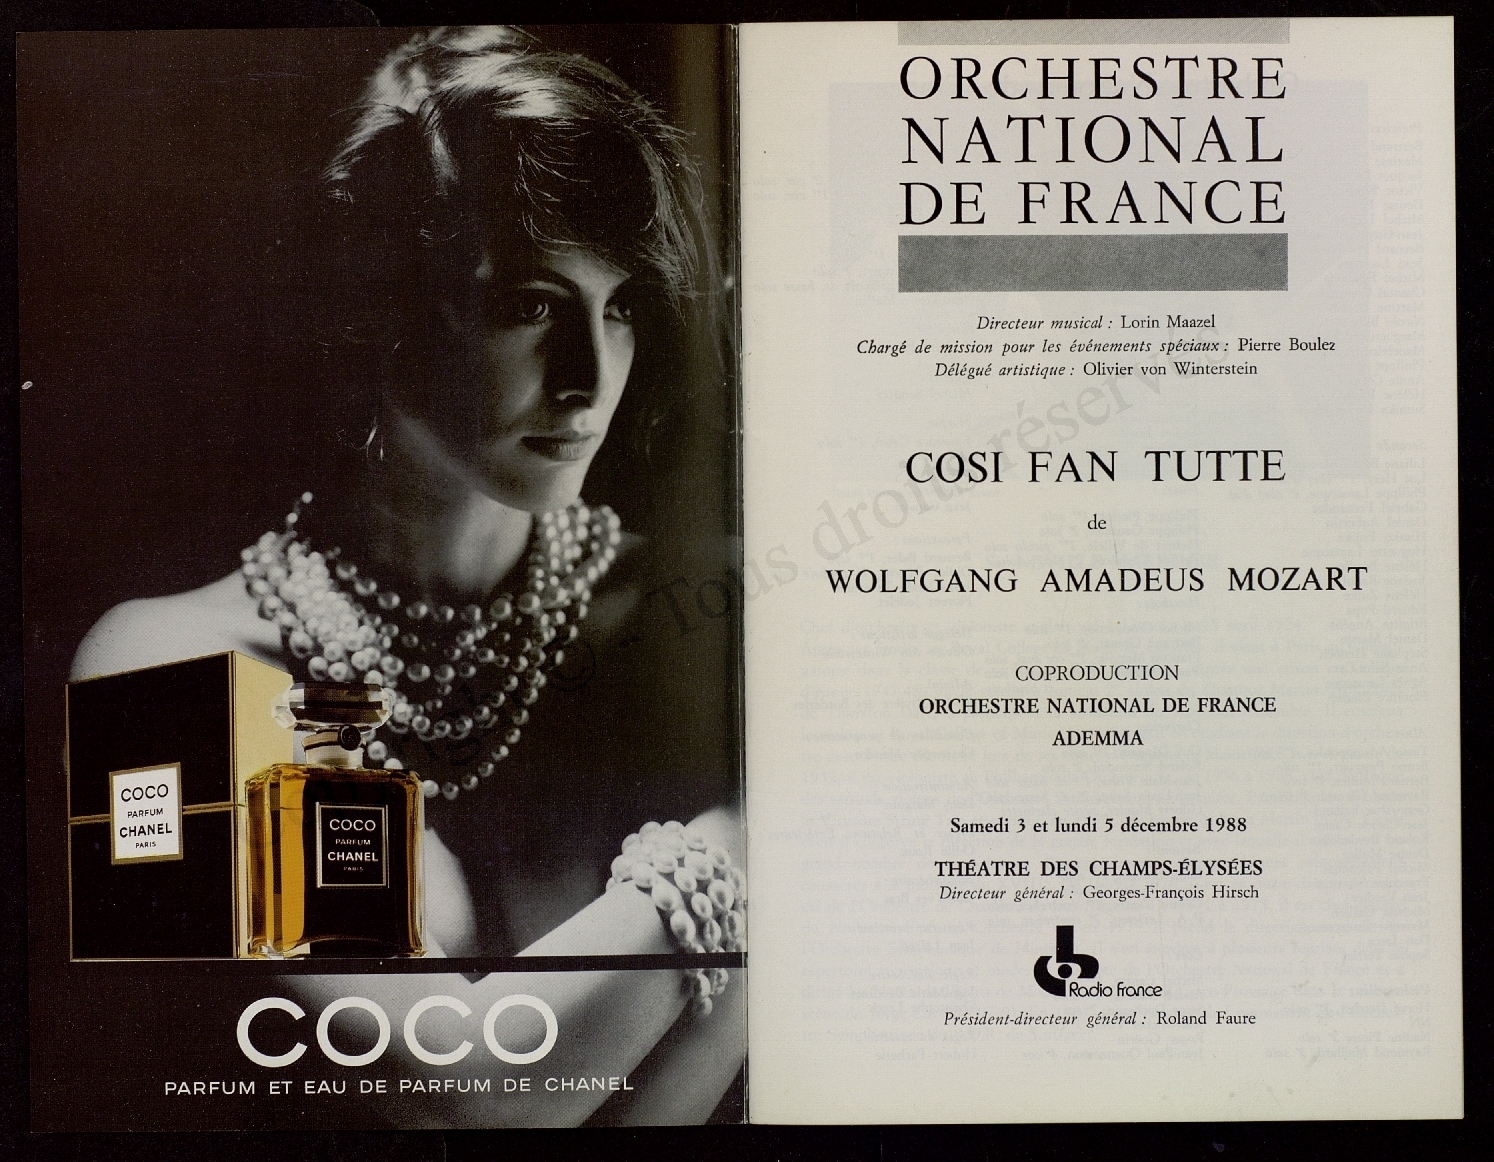 COCO
PARFUM
CHANEL
PARIS
COCO
PARFUM
CHANEL
PARIS
COCO
PARFUM ET EAU DE PARFUM DE CHANEL
ORCHESTRE
NATIONAL
DE FRANCE
Directeur musical : Lorin Maazel
Chargé de mission pour les événements spéciaux : Pierre Boulez
Délégué artistique : Olivier von Winterstein
COSI FAN TUTTE
de
WOLFGANG AMADEUS MOZART
COPRODUCTION
ORCHESTRE NATIONAL DE FRANCE
ADEMMA
Samedi 3 et lundi 5 décembre 1988
THÉATRE DES CHAMPS-ÉLYSÉES
Directeur général : Georges-François Hirsch
Radio France
Président-directeur général : Roland Faure
© - Tous droits réservés